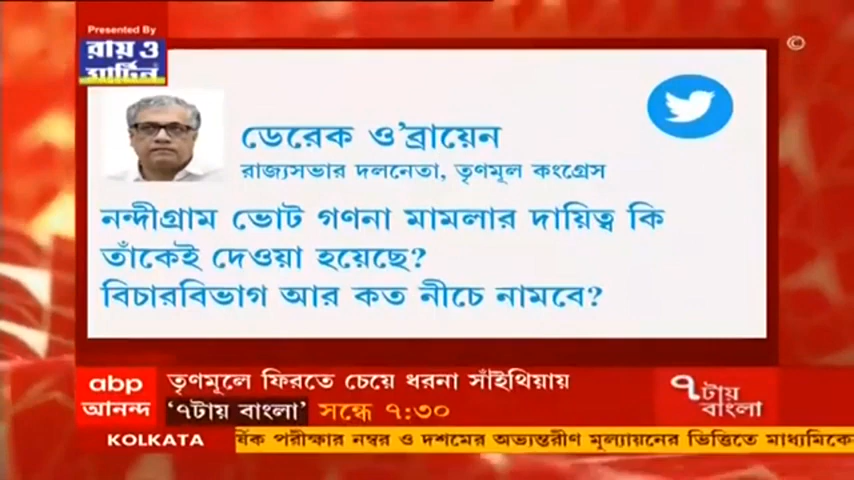 Presented By
রায় ও
মার্টিন
©
ডেরেক ও'ব্রায়েন
রাজ্যসভার দলনেতা, তৃণমূল কংগ্রেস
নন্দীগ্রাম ভোট গণনা মামলার দায়িত্ব কি
তাঁকেই দেওয়া হয়েছে?
বিচারবিভাগ আর কত নীচে নামবে?
abp
আনন্দ
তৃণমূলে ফিরতে চেয়ে ধরনা সাঁইথিয়ায়
'৭টায় বাংলা' সন্ধে ৭:৩০
৭টায়
বাংলা
KOLKATA
র্ষিক পরীক্ষার নম্বর ও দশমের অভ্যন্তরীণ মূল্যায়নের ভিত্তিতে মাধ্যমিকে